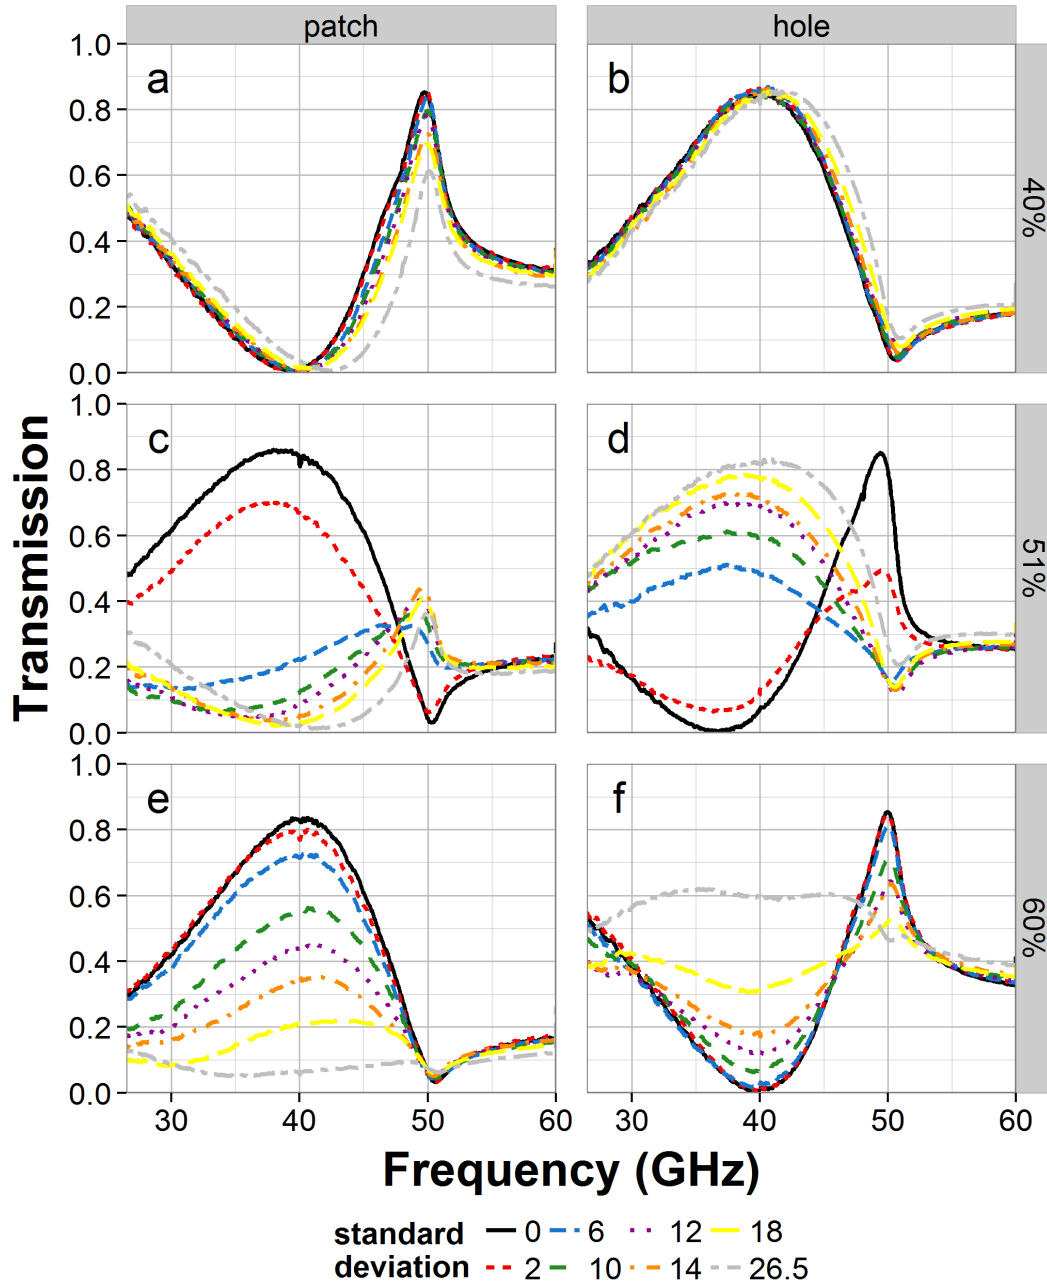 patch hole
1.0 a b
0.8
0.6
0.4 40%
0.2
0.0
1.0 c d
0.8
0.6
0.4 51%
0.2
0.0
Transmission
1.0 e f
0.8
0.6
0.4 60%
0.2
0.0
30 40 50 60 30 40 50 60
Frequency (GHz)
standard 0 6 12 18
deviation 2 10 14 26.5